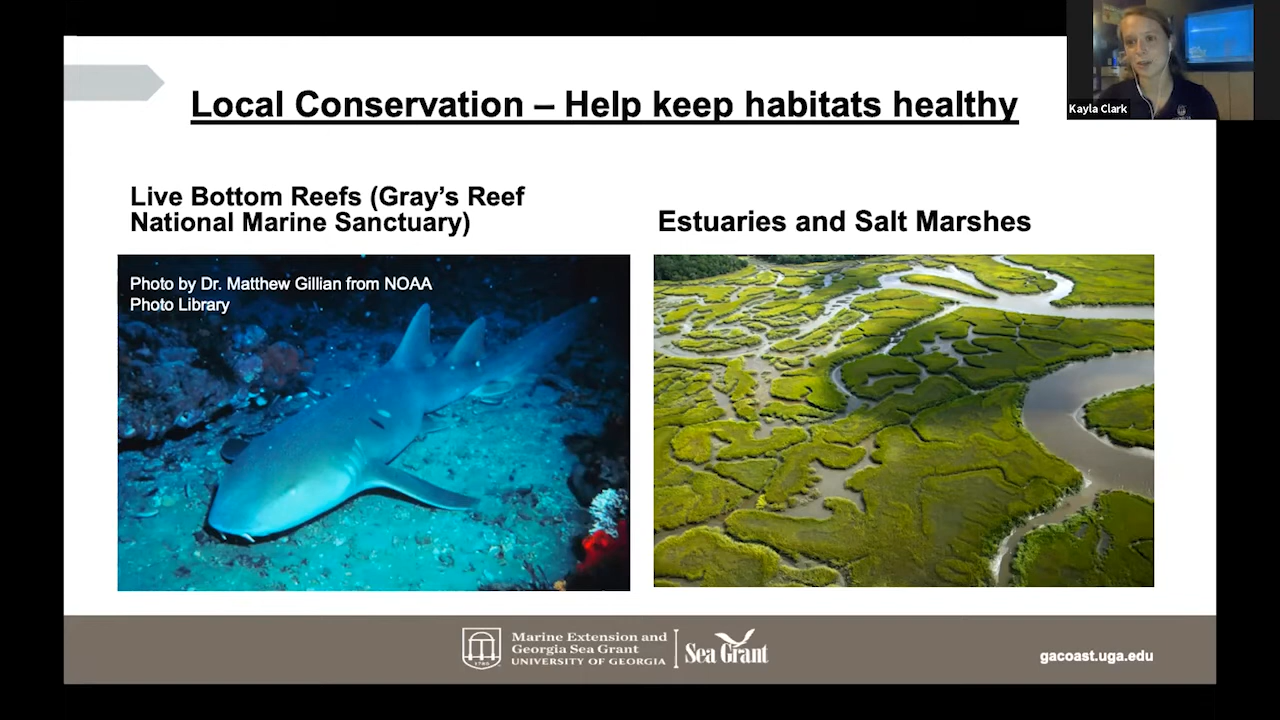 Local Conservation – Help keep habitats healthy
Kayla Clark
Live Bottom Reefs (Gray's Reef
National Marine Sanctuary)
Estuaries and Salt Marshes
Photo by Dr. Matthew Gillian from NOAA
Photo Library
1785
Marine Extension and
Georgia Sea Grant
UNIVERSITY OF GEORGIA
Sea Grant
gacoast.uga.edu